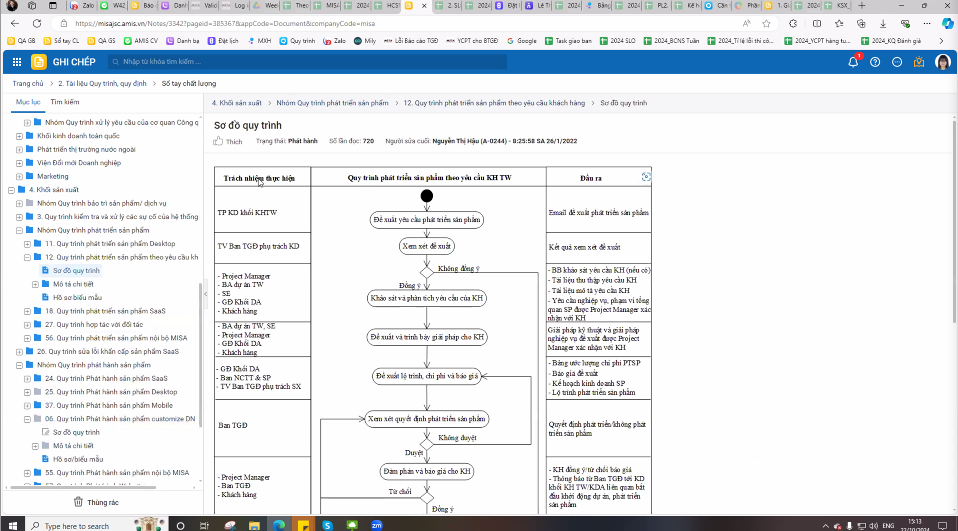 Zalo
W4AZ
Danl
Valu
Log i
Week
Theo
MISA
HCS1
2. SL
Đặt l
Lê T
Bảng
PL2.
Kế h
Căn
Phân
KSX_
https://misajsc.amis.vn/Notes/33427pageid=385367&appCode=Document&companyCode=misa
QA GB
Sổ tay CL
QA GS
AMIS CV
Danh bạ
Đặt lịch
MXH
Quy trình
Zalo
Mily
Lỗi Báo cáo TGĐ
YCPT cho BTGĐ
Google
Task giao ban
2024 SLO
2024_BCNS Tuần
2024_Tỉ lệ lỗi thi có...
2024_YCPT hàng tu...
2024_KQ Đánh giá
GHI CHÉP
Nhập từ khóa tìm kiếm...
1
Trang chủ > 2. Tài liệu Quy trình, quy định > Sổ tay chất lượng
Mục lục
Tìm kiếm
Nhóm Quy trình xử lý yêu cầu của cơ quan Công q
Khối kinh doanh toàn quốc
Phát triển thị trường nước ngoài
Viện Đổi mới Doanh nghiệp
Marketing
4. Khối sản xuất
Nhóm Quy trình bảo trì sản phẩm/ dịch vụ
3. Quy trình kiểm tra và xử lý các sự cố của hệ thống
Nhóm Quy trình phát triển sản phẩm
11. Quy trình phát triển sản phẩm Desktop
12. Quy trình phát triển sản phẩm theo yêu cầu kh
Sơ đồ quy trình
Mô tả chi tiết
Hồ sơ biểu mẫu
18. Quy trình phát triển sản phẩm SaaS
27. Quy trình hợp tác với đối tác
56. Quy trình phát triển sản phẩm nội bộ MISA
26. Quy trình sửa lỗi khẩn cấp sản phẩm SaaS
Nhóm Quy trình phát hành sản phẩm
24. Quy trình Phát hành sản phẩm SaaS
25. Quy trình Phát hành sản phẩm Desktop
37. Quy trình Phát hành sản phẩm Mobile
06. Quy trình Phát hành sản phẩm customize DN
Sơ đồ quy trình
Mô tả chi tiết
Hồ sơ biểu mẫu
55. Quy trình Phát hành sản phẩm nội bộ MISA
Thùng rác
4. Khối sản xuất > Nhóm Quy trình phát triển sản phẩm > 12. Quy trình phát triển sản phẩm theo yêu cầu khách hàng > Sơ đồ quy trình
Sơ đồ quy trình
Thích
Trạng thái: Phát hành
Số lần đọc: 720
Người sửa cuối: Nguyễn Thị Hậu (A-0244) - 8:25:58 SA 26/1/2022
Trách nhiệm thực hiện
Quy trình phát triển sản phẩm theo yêu cầu KH TW
Đầu ra
TP KD khối KHTW
Đề xuất yêu cầu phát triển sản phẩm
Email đề xuất phát triển sản phẩm
TV Ban TGĐ phụ trách KD
Xem xét đề xuất
Kết quả xem xét đề xuất
Không đồng ý
Đồng ý
- Project Manager
- BA dự án TW
- SE
- GĐ Khối DA
- Khách hàng
Khảo sát và phân tích yêu cầu của KH
- BB khảo sát yêu cầu KH (nếu có)
- Tài liệu thu thập yêu cầu KH
- Tài liệu mô tả yêu cầu KH
- Yêu cầu nghiệp vụ, phạm vi tổng
quan SP được Project Manager xác
nhận với KH
- BA dự án TW, SE
- Project Manager
- GĐ Khối DA
- Khách hàng
Đề xuất và trình bày giải pháp cho KH
Giải pháp kỹ thuật và giải pháp
nghiệp vụ đề xuất được Project
Manager xác nhận với KH
- GĐ Khối DA
- Ban NCTT & SP
- TV Ban TGĐ phụ trách SX
Đề xuất lộ trình, chi phí và báo giá
- Bảng ước lượng chi phí PTSP
- Báo giá đề xuất
- Kế hoạch kinh doanh SP
- Lộ trình phát triển sản phẩm
Ban TGĐ
Xem xét quyết định phát triển sản phẩm
Không duyệt
Duyệt
Quyết định phát triển/không phát
triển sản phẩm
- Project Manager
- Ban TGĐ
- Khách hàng
Đàm phán và báo giá cho KH
Từ chối
Đồng ý
- KH đồng ý/từ chối báo giá
- Thông báo từ Ban TGĐ tới KD
khối KH TW/KDA liên quan bắt
đầu khởi động dự án, phát triển
sản phẩm.
Type here to search
ENG
15:13
22/10/2024